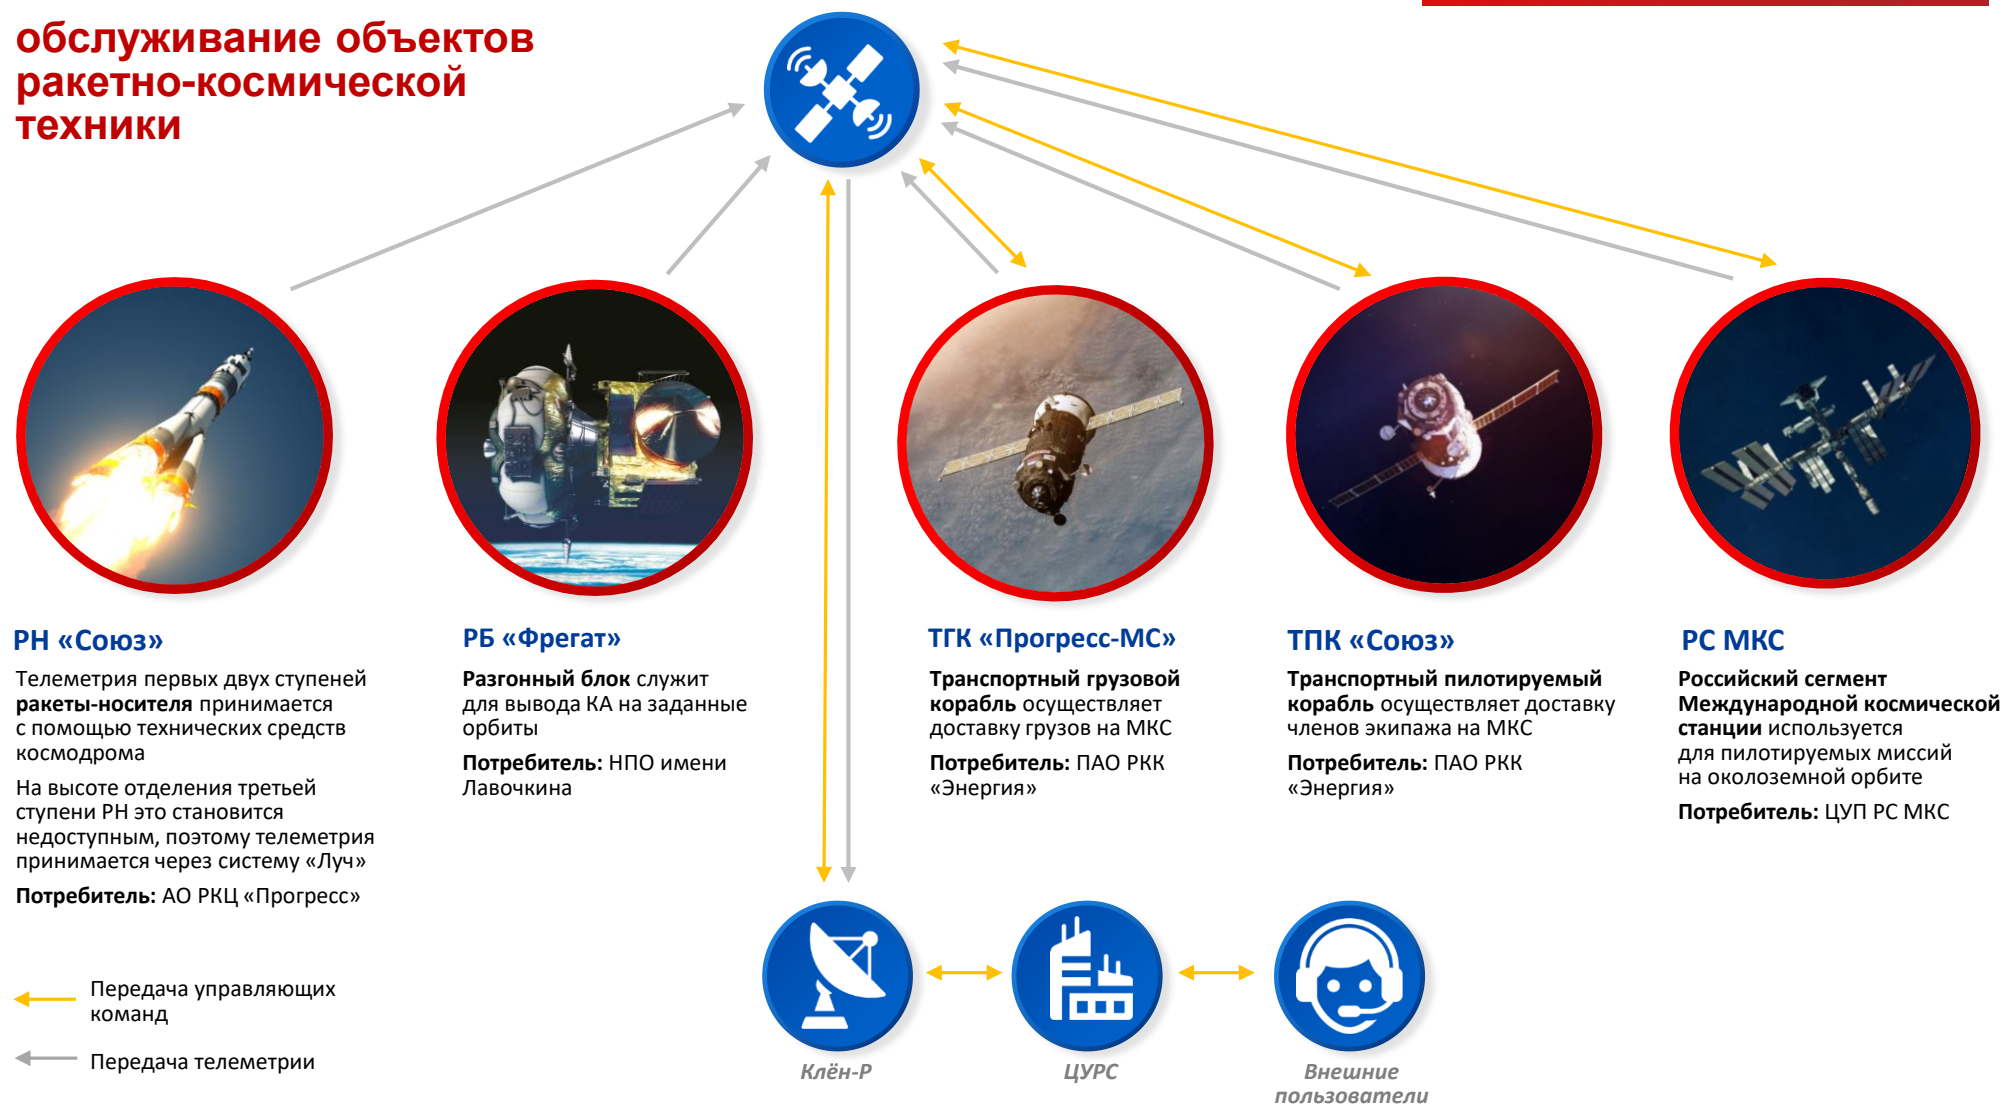 обслуживание объектов
ракетно-космической
техники
РН «Союз»
Телеметрия первых двух ступеней
ракеты-носителя принимается
с помощью технических средств
космодрома
На высоте отделения третьей
ступени РН это становится
недоступным, поэтому телеметрия
принимается через систему «Луч»
Потребитель: АО РКЦ «Прогресс»
РБ «Фрегат»
Разгонный блок служит
для вывода КА на заданные
орбиты
Потребитель: НПО имени
Лавочкина
ТГК «Прогресс-МС»
Транспортный грузовой
корабль осуществляет
доставку грузов на МКС
Потребитель: ПАО РКК
«Энергия»
ТПК «Союз»
Транспортный пилотируемый
корабль осуществляет доставку
членов экипажа на МКС
Потребитель: ПАО РКК
«Энергия»
РС МКС
Российский сегмент
Международной космической
станции используется
для пилотируемых миссий
на околоземной орбите
Потребитель: ЦУП РС МКС
Передача управляющих
команд
Передача телеметрии
Клён-Р
ЦУРС
Внешние
пользователи